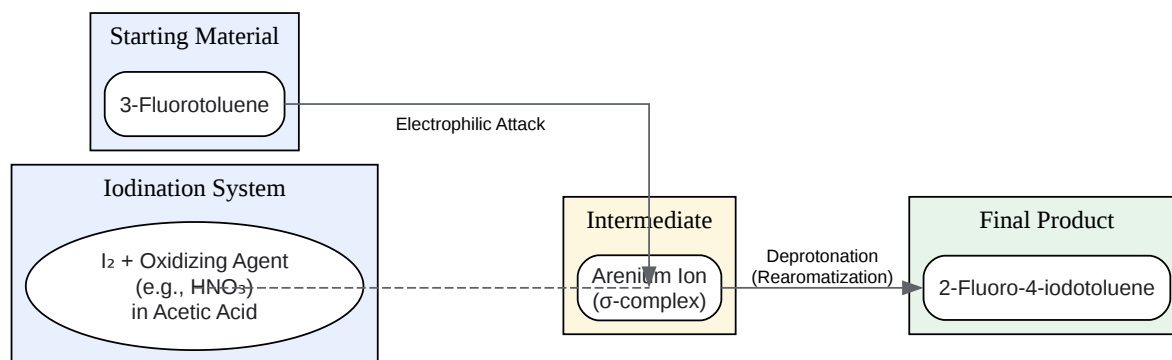 Starting Material
3-Fluorotoluene
Electrophilic Attack
Iodination System
I₂ + Oxidizing Agent
(e.g., HNO₃)
in Acetic Acid
Intermediate
Arenium Ion
(σ-complex)
Deprotonation
(Rearomatization)
Final Product
2-Fluoro-4-iodotoluene